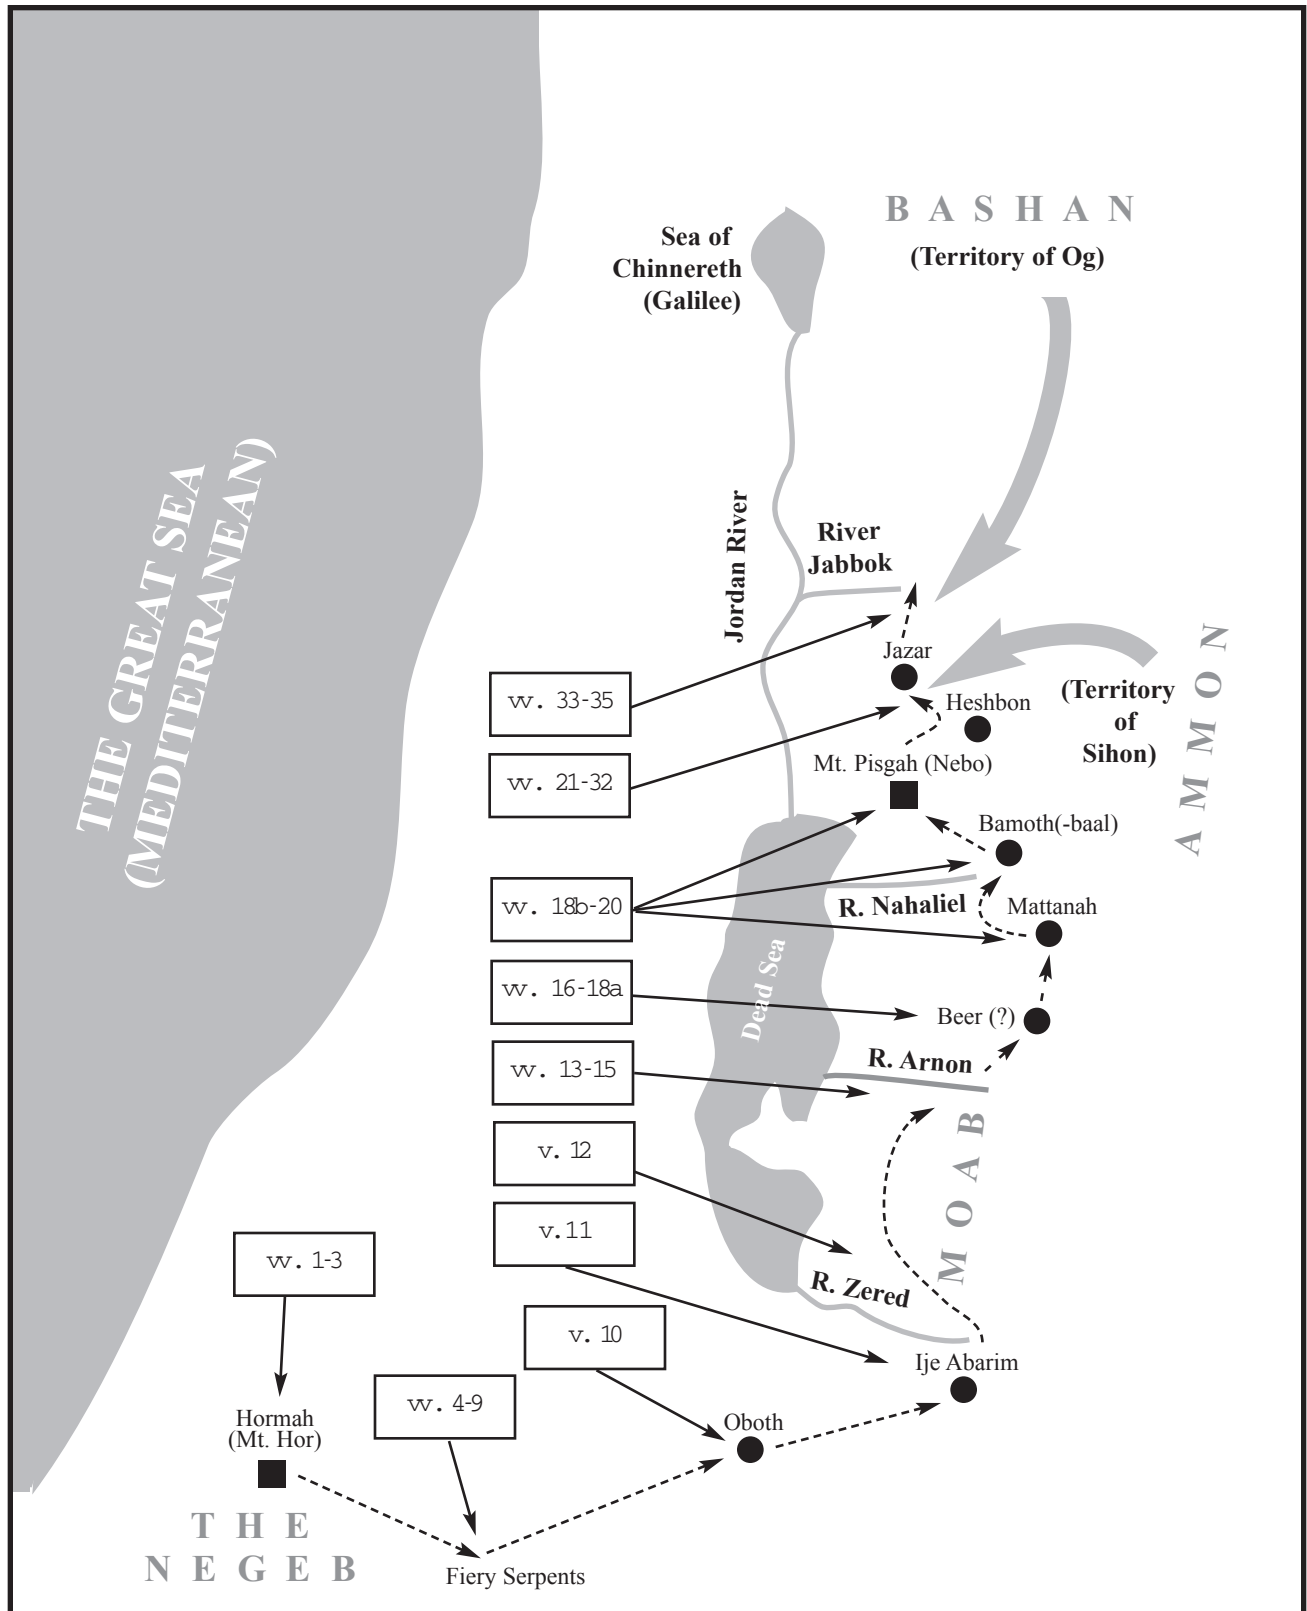 BASHAN
(Territory of Og)
Sea of
Chinnereth
(Galilee)
THE GREAT SEA
(MEDITERRANEAN)
Jordan River
River
Jabbok
Jazar
Heshbon
(Territory
of
Sihon)
AMMON
vv. 33-35
vv. 21-32
Mt. Pisgah (Nebo)
Bamoth(-baal)
vv. 18b-20
R. Nahaliel
Mattanah
Dead Sea
vv. 16-18a
Beer (?)
vv. 13-15
R. Arnon
MOAB
v. 12
v.11
R. Zered
vv. 1-3
v. 10
Ije Abarim
vv. 4-9
Hormah
(Mt. Hor)
Oboth
THE
NEGEB
Fiery Serpents